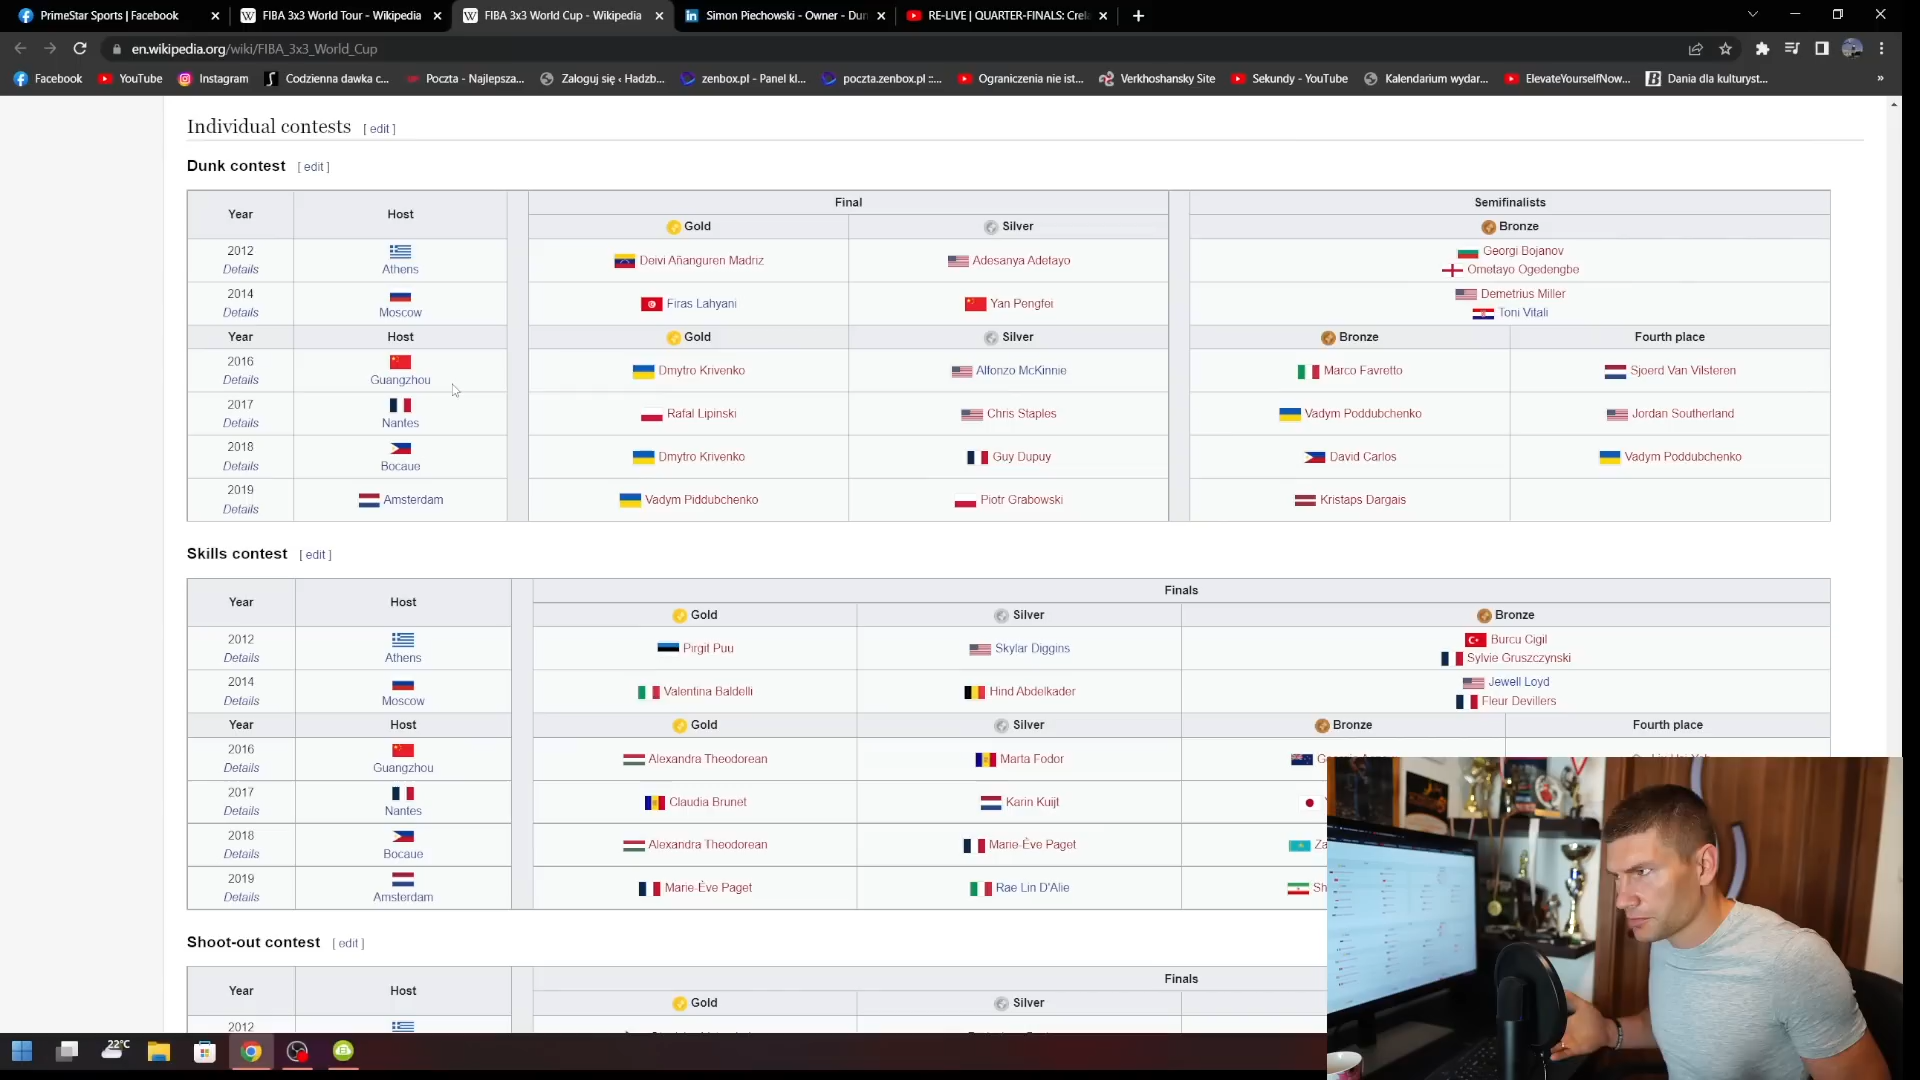 PrimeStar Sports | Facebook
FIBA 3x3 World Tour - Wikipedia
FIBA 3x3 World Cup - Wikipedia
Simon Piechowski - Owner - Dun
RE-LIVE | QUARTER-FINALS: Crel
en.wikipedia.org/wiki/FIBA_3x3_World_Cup
Facebook
YouTube
Instagram
Codzienna dawka c...
Poczta - Najlepsza...
Zaloguj się ‹ Hadzb...
zenbox.pl - Panel kl...
poczta.zenbox.pl ::...
Ograniczenia nie ist...
Verkhoshansky Site
Sekundy - YouTube
Kalendarium wydar...
ElevateYourselfNow...
Dania dla kulturyst...
»
Individual contests [ edit ]
Dunk contest [ edit ]
Year Host Final Semifinalists
Gold Silver Bronze
2012 Details Athens Deivi Añanguren Madriz Adesanya Adetayo Georgi Bojanov
Ometayo Ogedengbe
2014 Details Moscow Firas Lahyani Yan Pengfei Demetrius Miller
Toni Vitali
Year Host Gold Silver Bronze Fourth place
2016 Details Guangzhou Dmytro Krivenko Alfonzo McKinnie Marco Favretto Sjoerd Van Vilsteren
2017 Details Nantes Rafal Lipinski Chris Staples Vadym Poddubchenko Jordan Southerland
2018 Details Bocaue Dmytro Krivenko Guy Dupuy David Carlos Vadym Poddubchenko
2019 Details Amsterdam Vadym Piddubchenko Piotr Grabowski Kristaps Dargais
Skills contest [ edit ]
Year Host Finals
Gold Silver Bronze
2012 Details Athens Pirgit Puu Skylar Diggins Burcu Cigil
Sylvie Gruszczynski
2014 Details Moscow Valentina Baldelli Hind Abdelkader Jewell Loyd
Fleur Devillers
Year Host Gold Silver Bronze Fourth place
2016 Details Guangzhou Alexandra Theodorean Marta Fodor
2017 Details Nantes Claudia Brunet Karin Kuijt
2018 Details Bocaue Alexandra Theodorean Marie-Ève Paget Za
2019 Details Amsterdam Marie-Ève Paget Rae Lin D'Alie Sh
Shoot-out contest [ edit ]
Year Host Finals
Gold Silver
2012
22°C